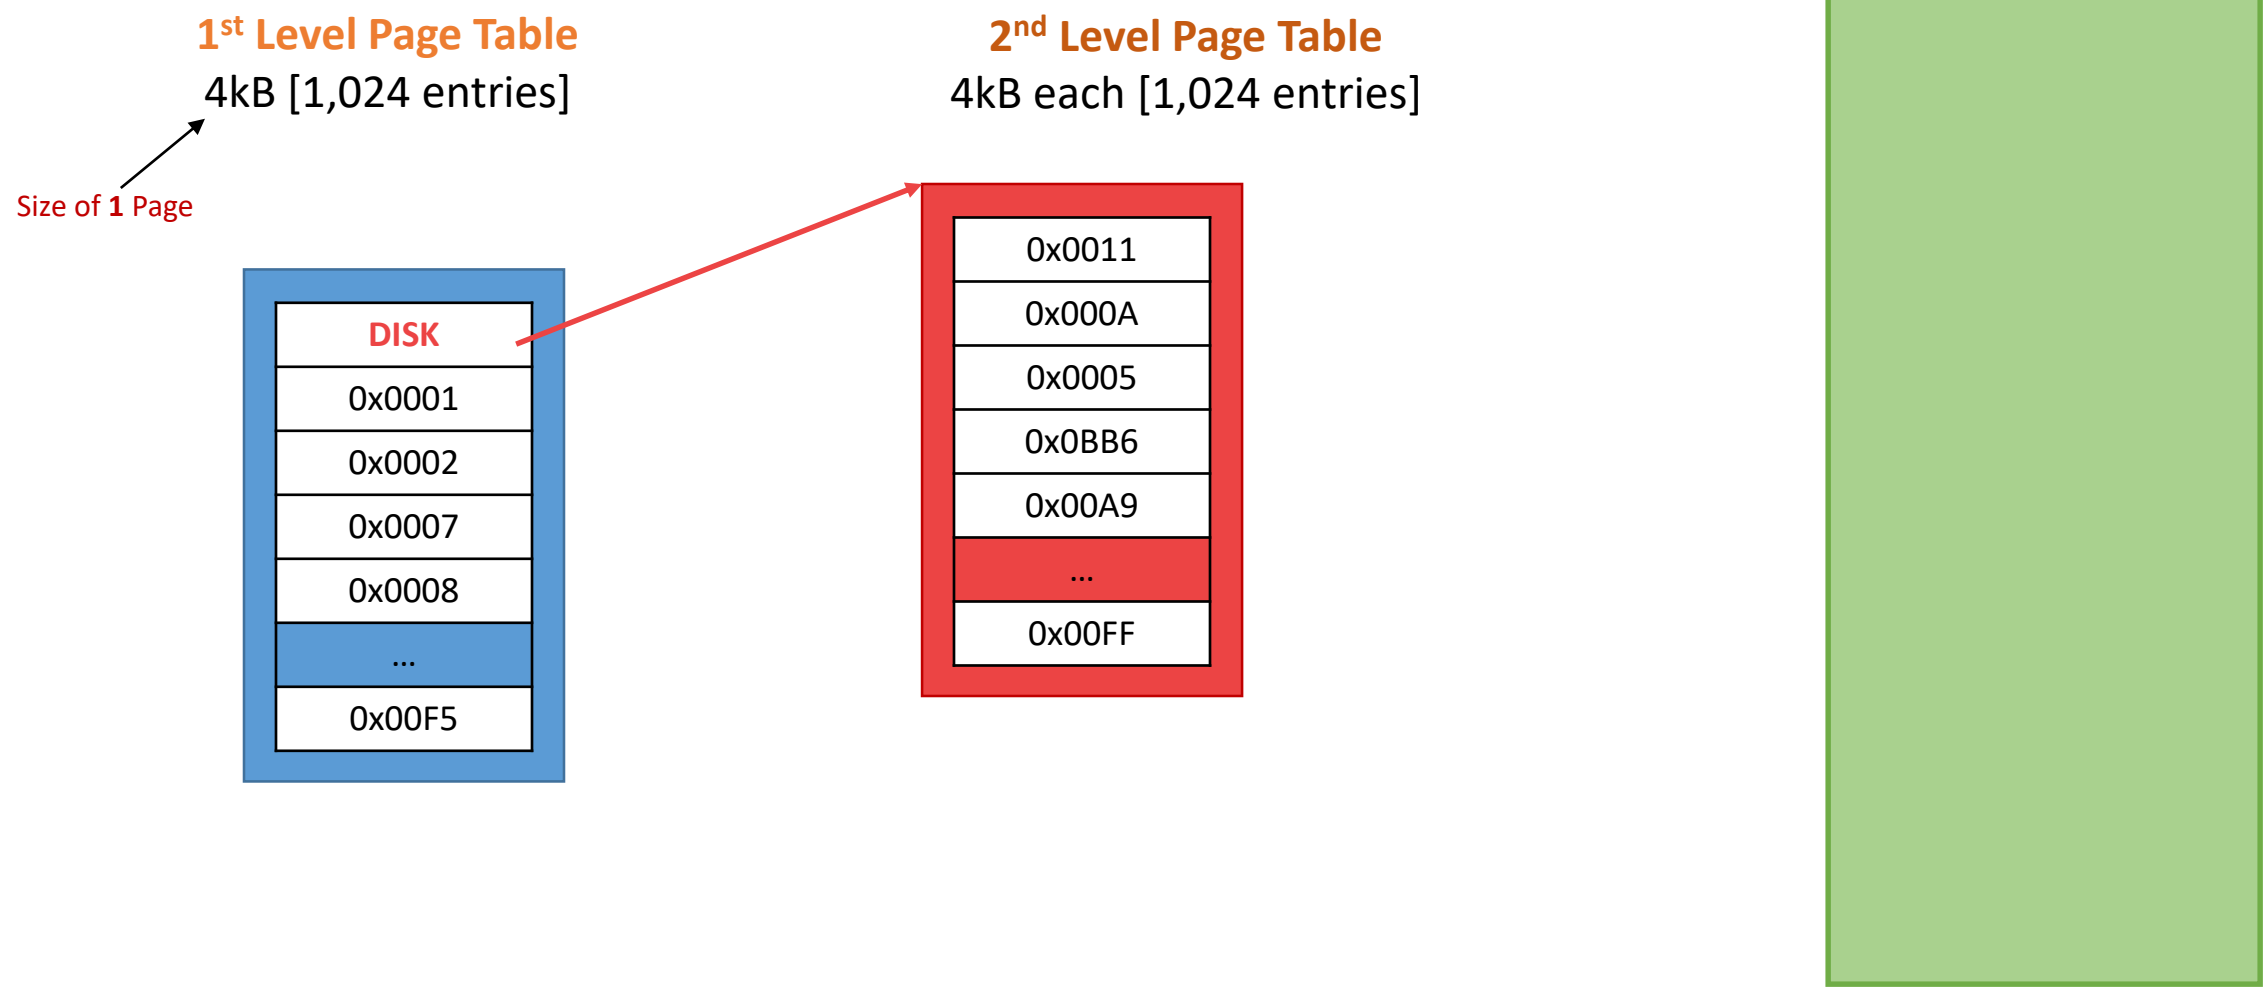 1st Level Page Table
4kB [1,024 entries]
Size of 1 Page
DISK
0x0001
0x0002
0x0007
0x0008
...
0x00F5
2nd Level Page Table
4kB each [1,024 entries]
0x0011
0x000A
0x0005
0x0BB6
0x00A9
...
0x00FF